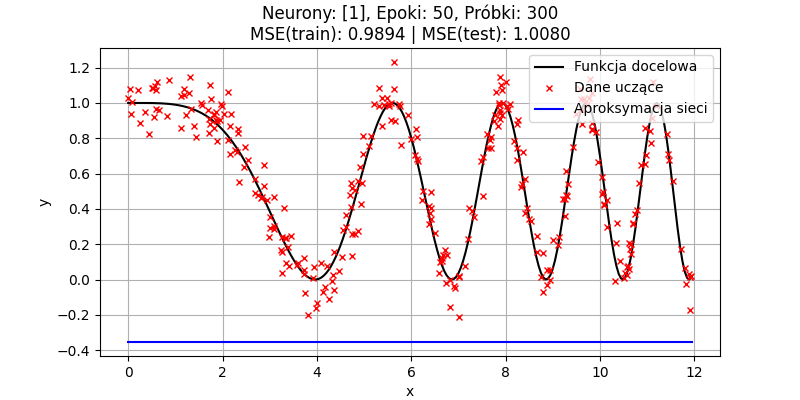 Neurony: [1], Epoki: 50, Próbki: 300
MSE(train): 0.9894 | MSE(test): 1.0080
Funkcja docelowa
Dane uczące
Aproksymacja sieci
y
1.2
1.0
0.8
0.6
0.4
0.2
0.0
−0.2
−0.4
0 2 4 6 8 10 12
x